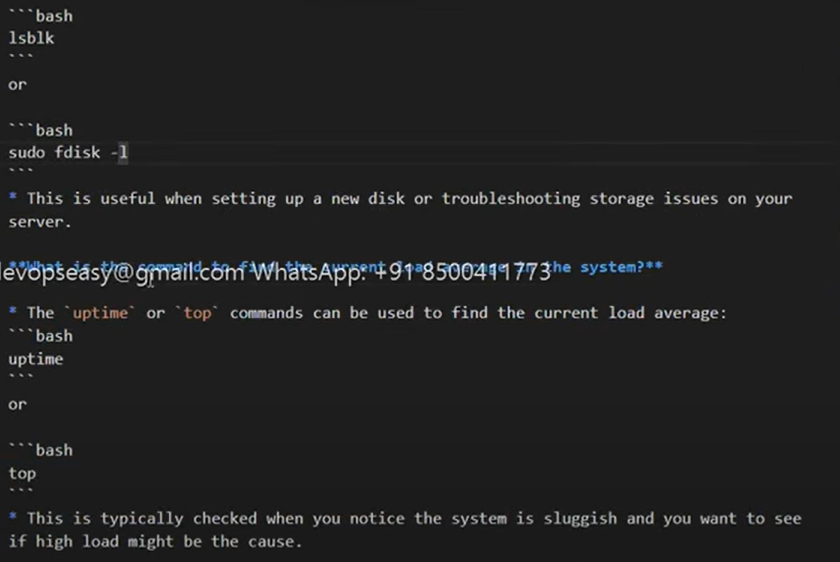 ```bash
lsblk
```
or
```bash
sudo fdisk -l
```
* This is useful when setting up a new disk or troubleshooting storage issues on your
server.
**What is the command to find the current load average in the system?**
devopseasy@gmail.com WhatsApp: +91 8500411773
* The `uptime` or `top` commands can be used to find the current load average:
```bash
uptime
```
or
```bash
top
```
* This is typically checked when you notice the system is sluggish and you want to see
if high load might be the cause.